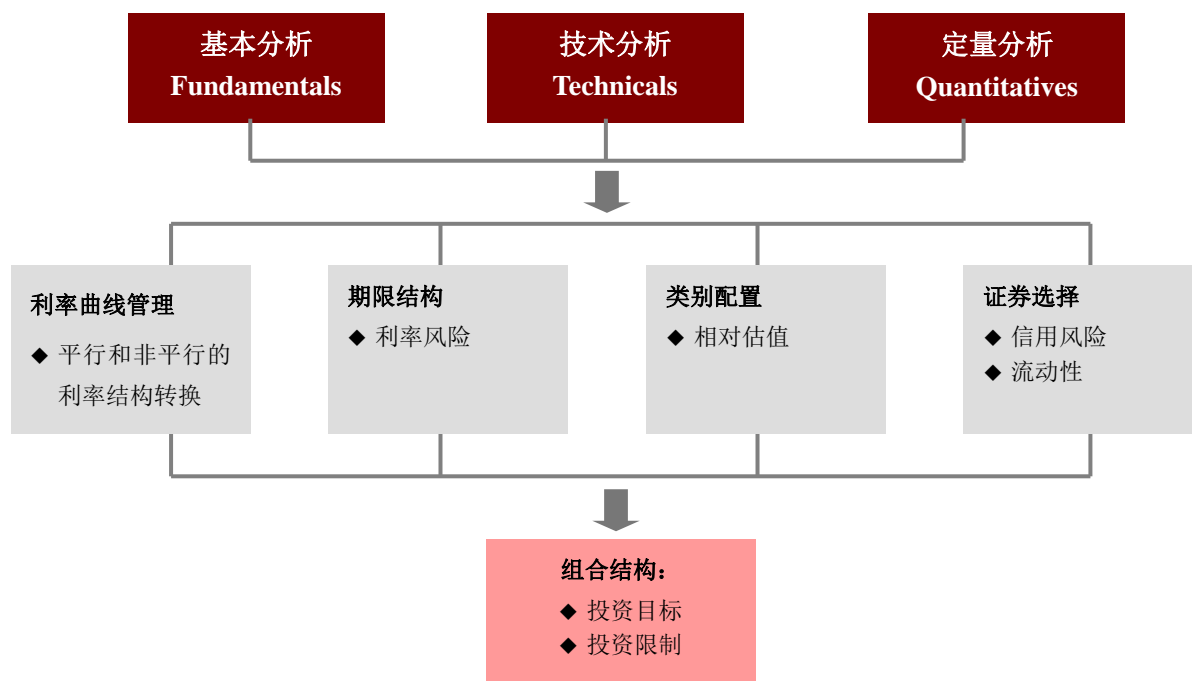 基本分析
Fundamentals
技术分析
Technicals
定量分析
Quantitatives
利率曲线管理
◆ 平行和非平行的
利率结构转换
期限结构
◆ 利率风险
类别配置
◆ 相对估值
证券选择
◆ 信用风险
◆ 流动性
组合结构：
◆ 投资目标
◆ 投资限制